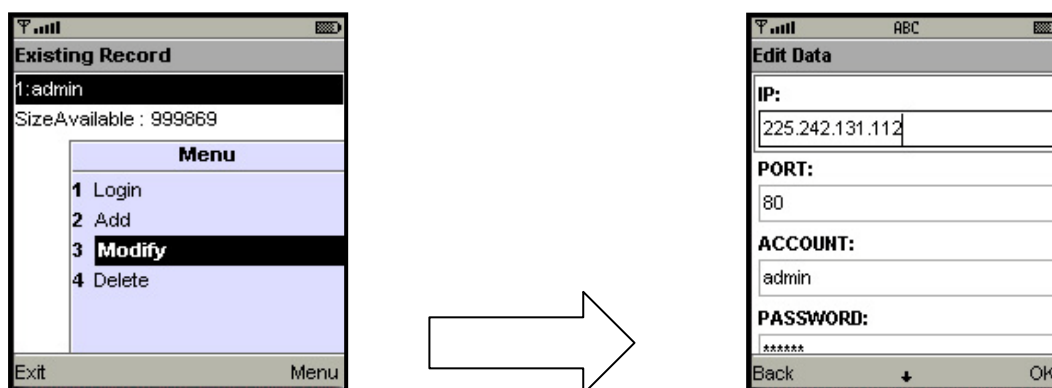 Existing Record
1:admin
SizeAvailable : 999869
Menu
1 Login
2 Add
3 Modify
4 Delete
Exit Menu
ABC
Edit Data
IP:
225.242.131.112
PORT:
80
ACCOUNT:
admin
PASSWORD:
******
Back OK